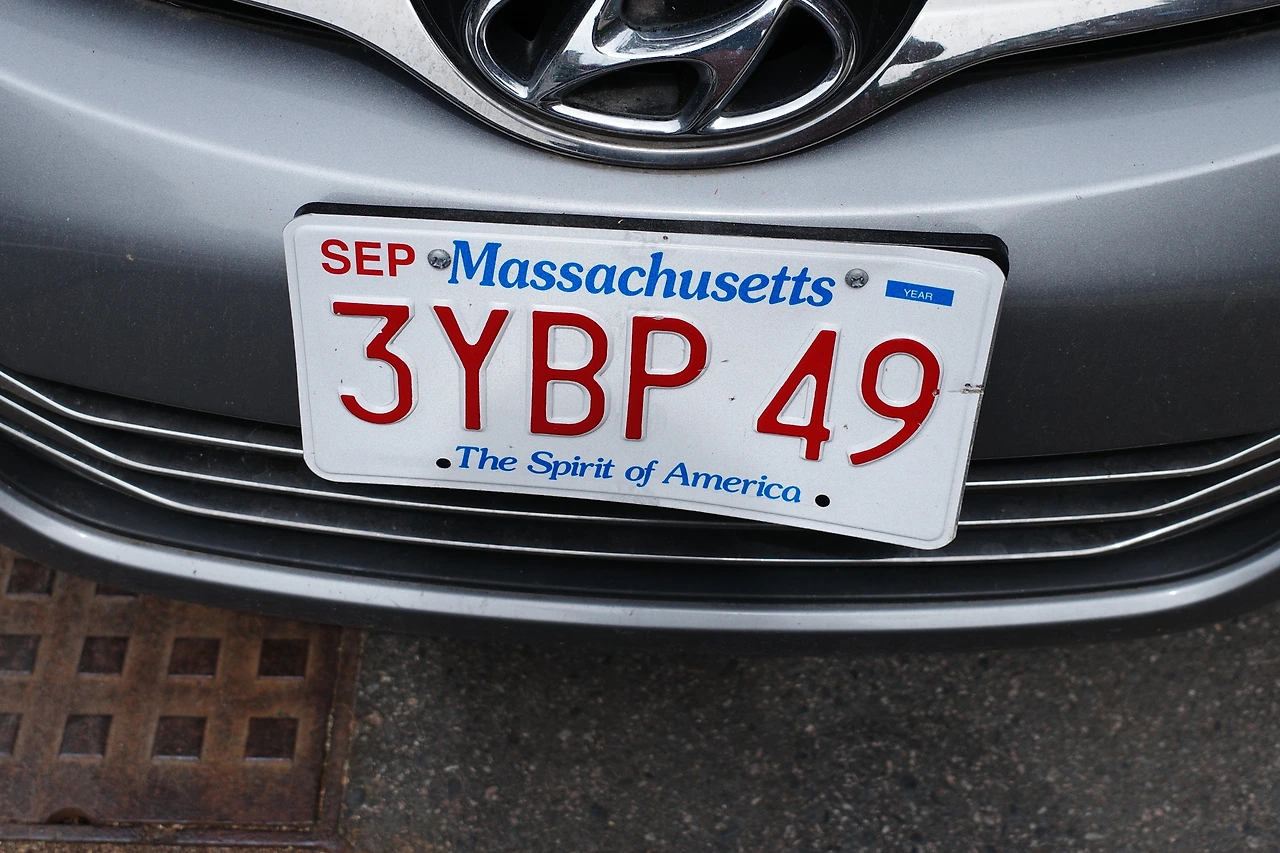 SEP Massachusetts YEAR
3YBP 49
The Spirit of America